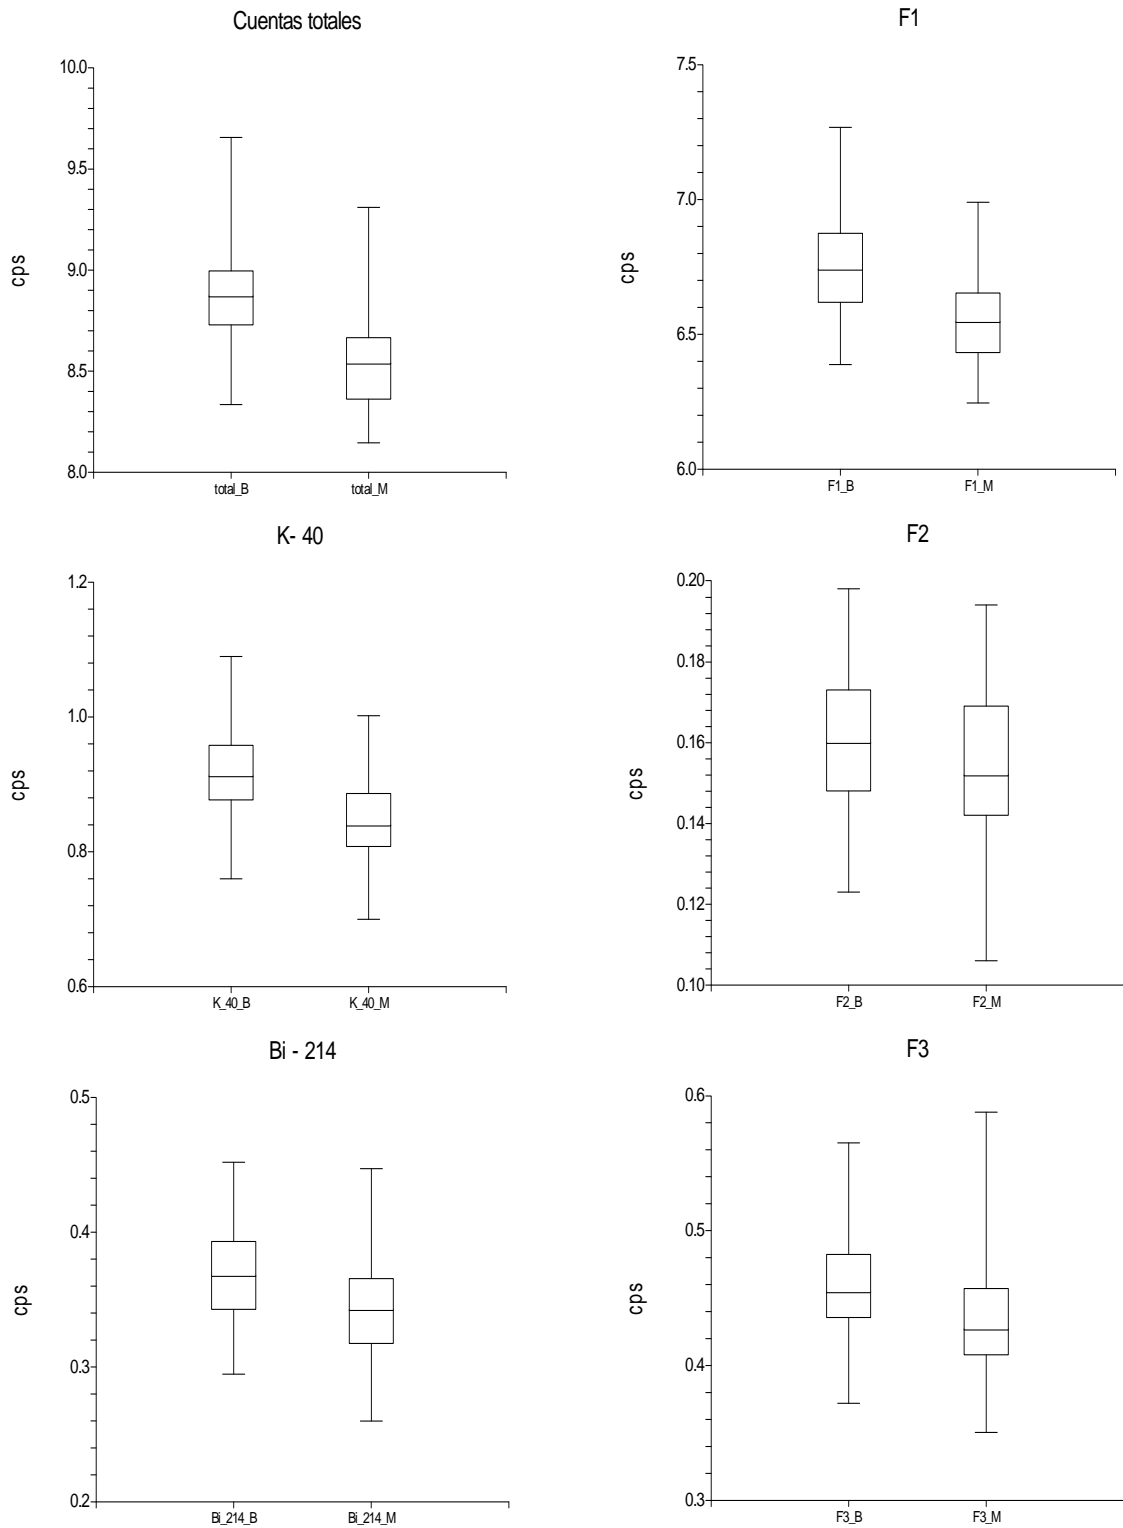 Cuentas totales
10.0
9.5
9.0
8.5
8.0
cps
total_B
total_M
F1
7.5
7.0
6.5
6.0
cps
F1_B
F1_M
K- 40
1.2
1.0
0.8
0.6
cps
K_40_B
K_40_M
F2
0.20
0.18
0.16
0.14
0.12
0.10
cps
F2_B
F2_M
Bi - 214
0.5
0.4
0.3
0.2
cps
Bi_214_B
Bi_214_M
F3
0.6
0.5
0.4
0.3
cps
F3_B
F3_M